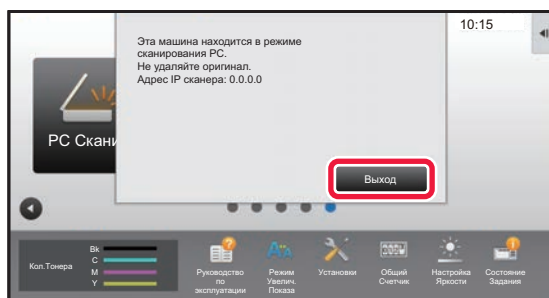 10:15
Эта машина находится в режиме
сканирования PC.
Не удаляйте оригинал.
Адрес IP сканера: 0.0.0.0
PC Скани
Выход
Кол.Тонера
Bk
C
M
Y
Руководство
по
эксплуатации
Режим
Увелич.
Показа
Установки
Общий
Счетчик
Настройка
Яркости
Состояние
Задания